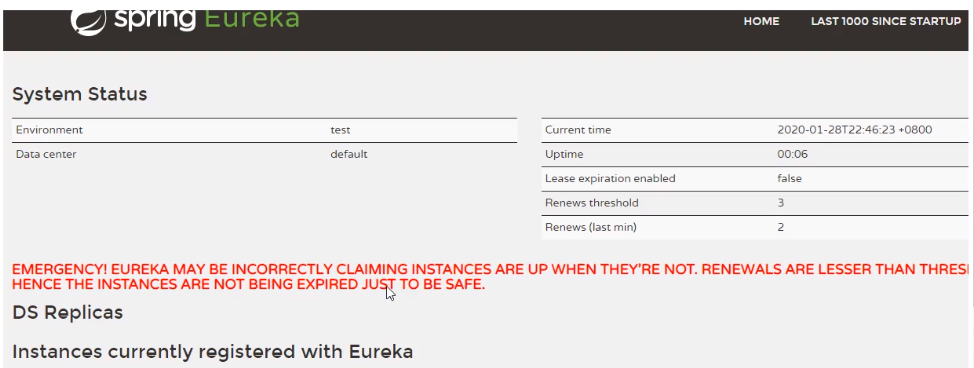 spring Eureka
HOME LAST 1000 SINCE STARTUP
System Status
Environment test
Data center default
Current time 2020-01-28T22:46:23 +0800
Uptime 00:06
Lease expiration enabled false
Renews threshold 3
Renews (last min) 2
EMERGENCY! EUREKA MAY BE INCORRECTLY CLAIMING INSTANCES ARE UP WHEN THEY'RE NOT. RENEWALS ARE LESSER THAN
HENCE THE INSTANCES ARE NOT BEING EXPIRED JUST TO BE SAFE.
DS Replicas
Instances currently registered with Eureka